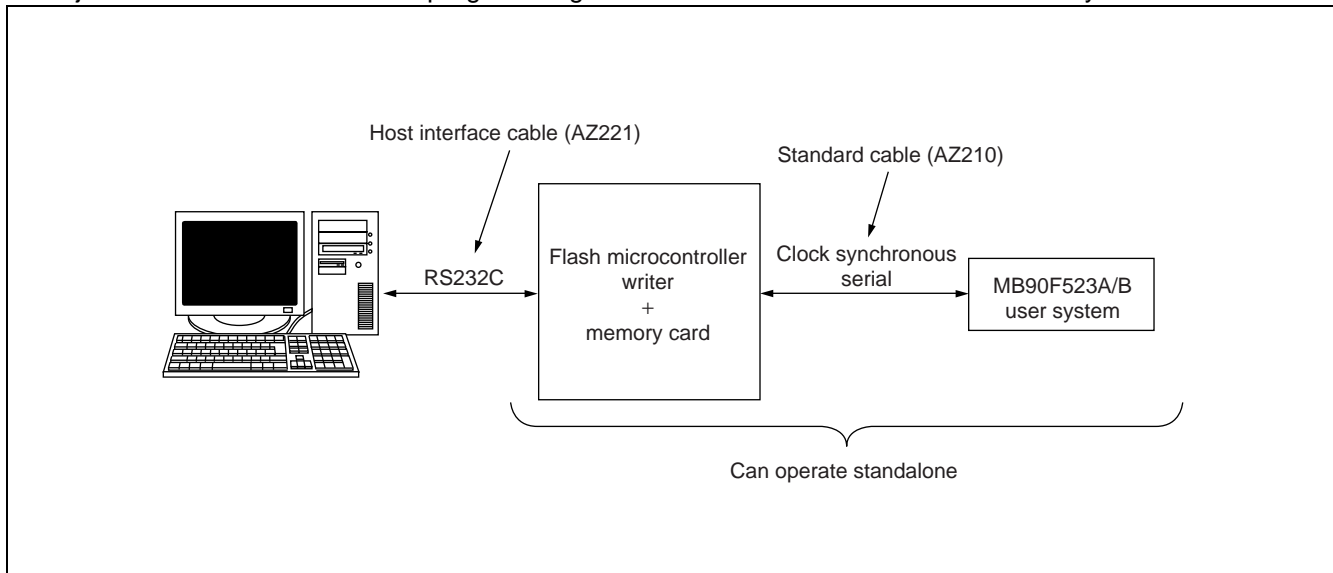 Host interface cable (AZ221)
Standard cable (AZ210)
RS232C
Flash microcontroller
writer
+
memory card
Clock synchronous
serial
MB90F523A/B
user system
Can operate standalone